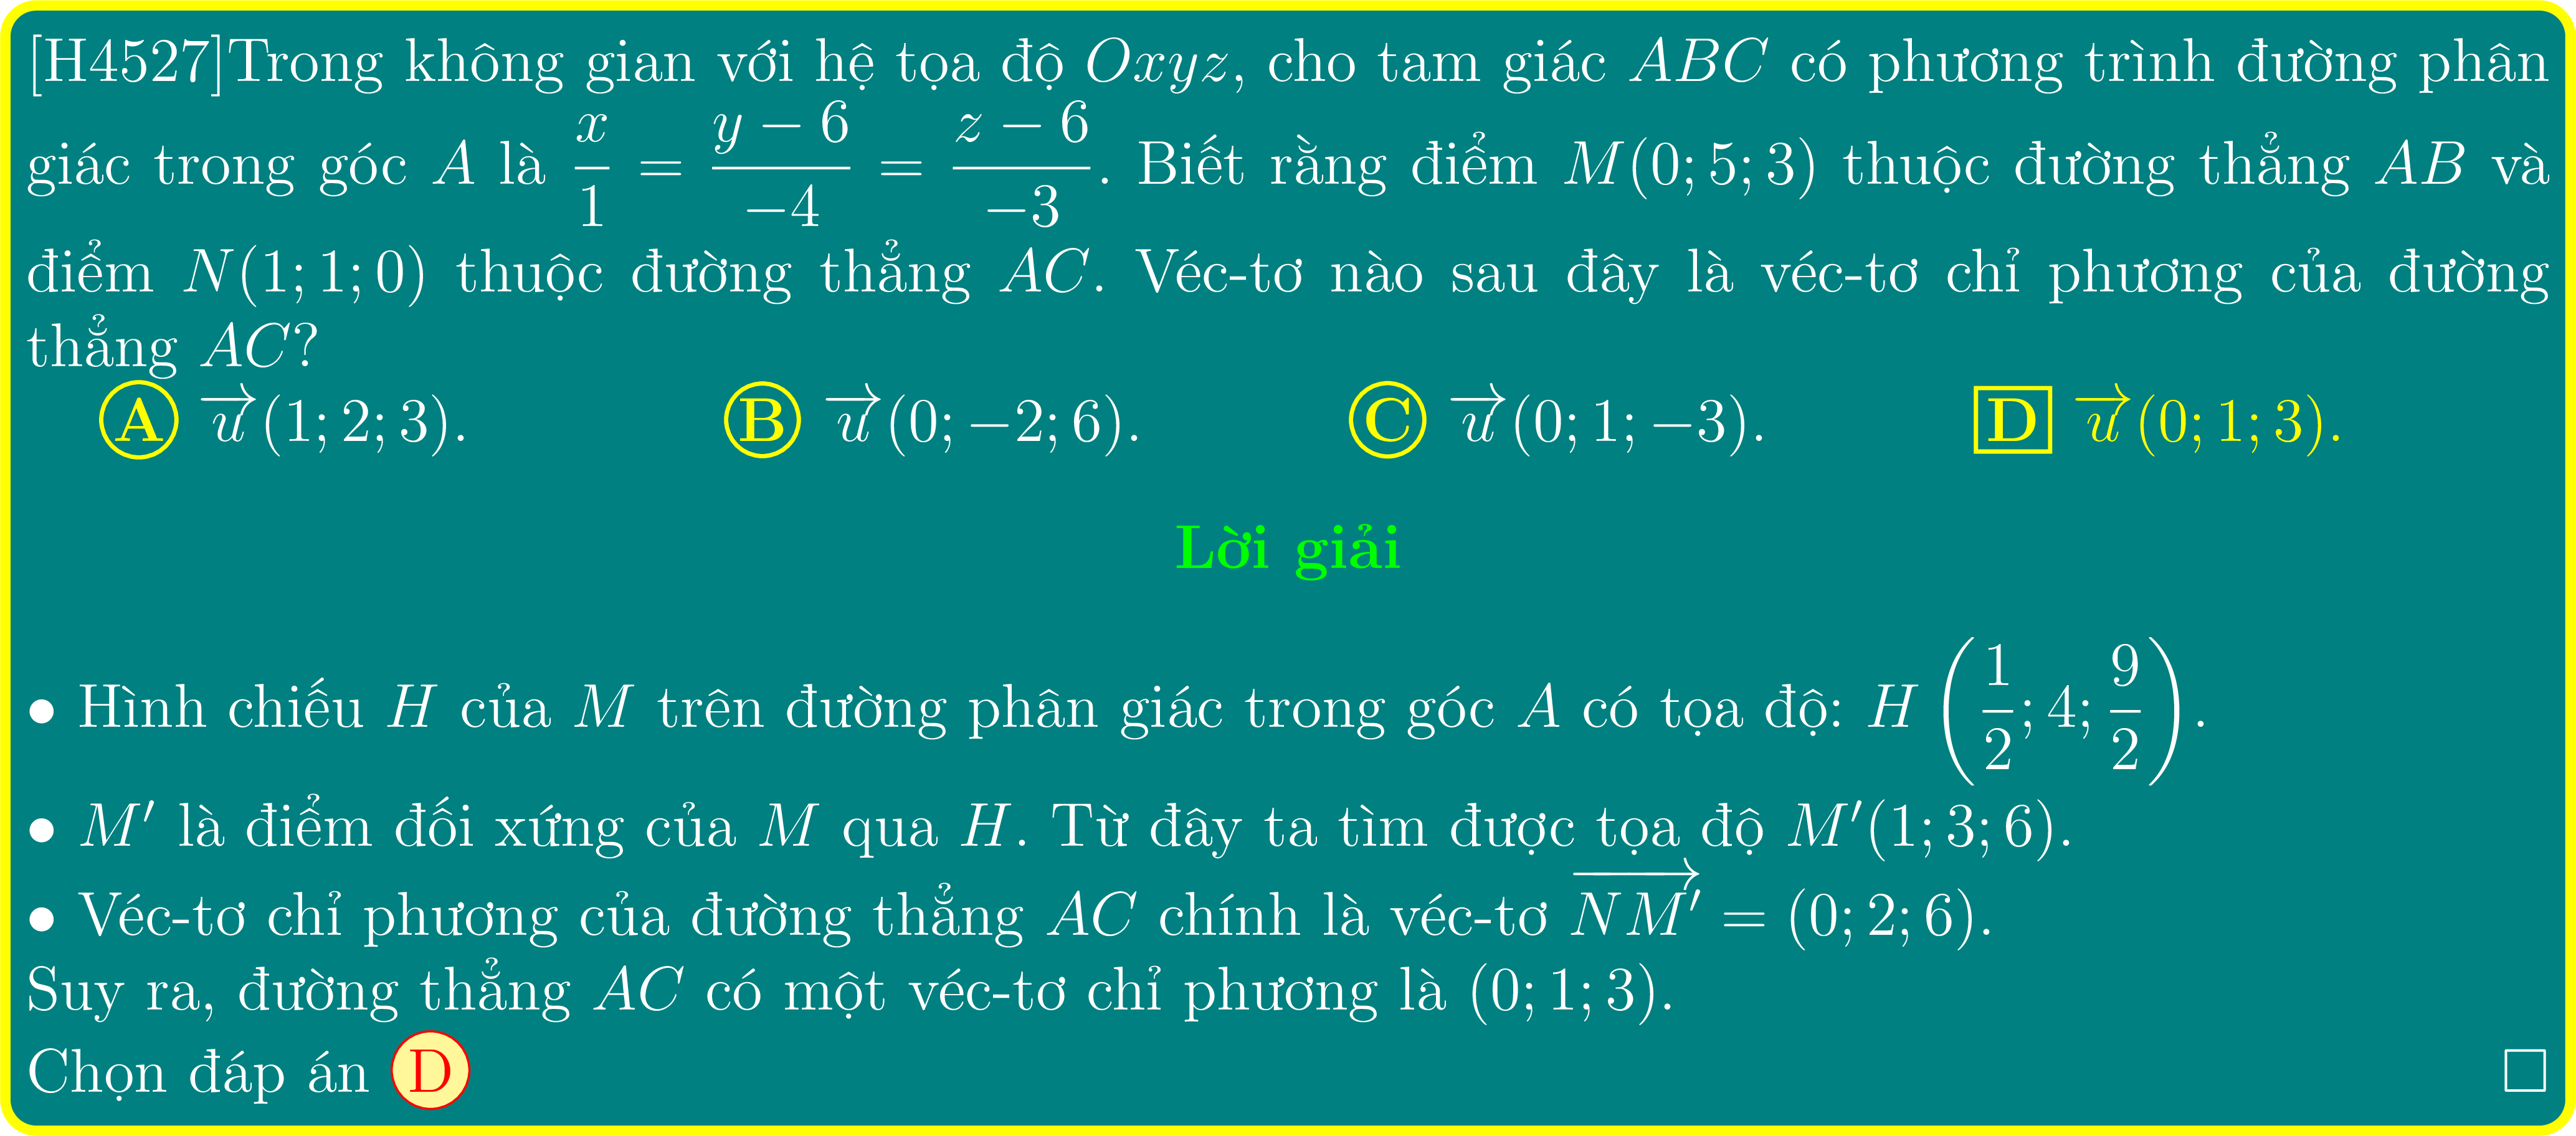 [H4527]Trong không gian với hệ tọa độ Oxyz, cho tam giác ABC có phương trình đường phân
giác trong góc A là $\dfrac{x}{1} = \dfrac{y-6}{-4} = \dfrac{z-6}{-3}$. Biết rằng điểm M(0; 5; 3) thuộc đường thẳng AB và
điểm N(1; 1; 0) thuộc đường thẳng AC. Véc-tơ nào sau đây là véc-tơ chỉ phương của đường
thẳng AC?
A $\overrightarrow{u}$(1; 2; 3). B $\overrightarrow{u}$(0; −2; 6). C $\overrightarrow{u}$(0; 1; −3). D $\overrightarrow{u}$(0; 1; 3).
Lời giải
• Hình chiếu H của M trên đường phân giác trong góc A có tọa độ: $H\left(\dfrac{1}{2}; 4; \dfrac{9}{2}\right)$.
• M′ là điểm đối xứng của M qua H. Từ đây ta tìm được tọa độ M′(1; 3; 6).
• Véc-tơ chỉ phương của đường thẳng AC chính là véc-tơ $\overrightarrow{NM'}$ = (0; 2; 6).
Suy ra, đường thẳng AC có một véc-tơ chỉ phương là (0; 1; 3).
Chọn đáp án D □